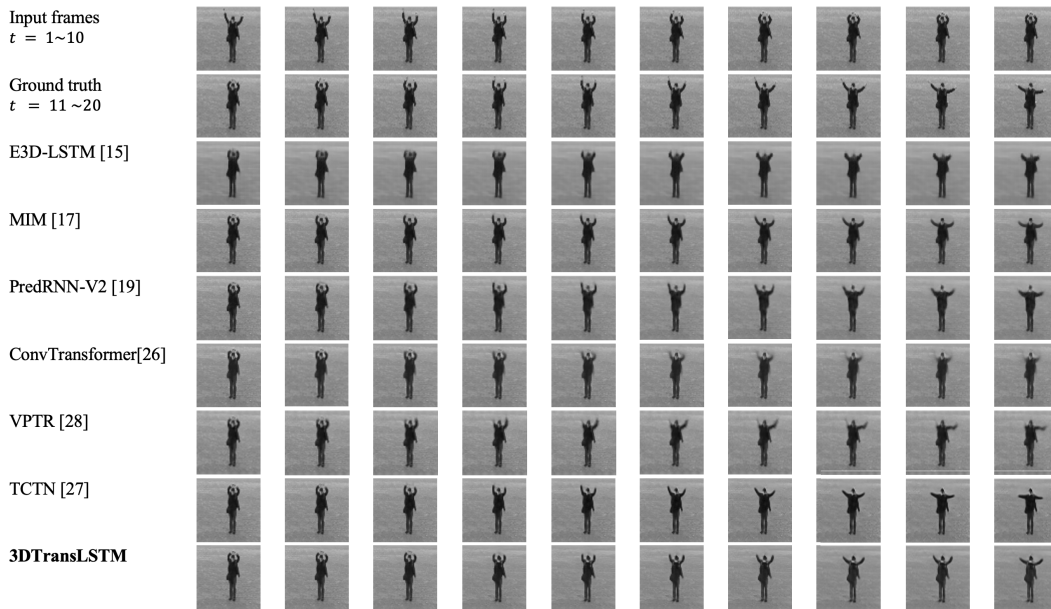 Input frames
t = 1~10
Ground truth
t = 11 ~20
E3D-LSTM [15]
MIM [17]
PredRNN-V2 [19]
ConvTransformer[26]
VPTR [28]
TCTN [27]
3DTransLSTM